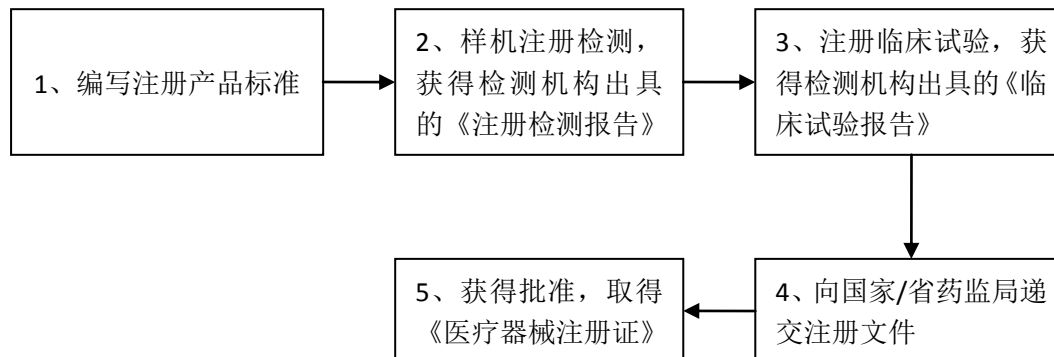 1、编写注册产品标准
2、样机注册检测，
获得检测机构出具
的《注册检测报告》
3、注册临床试验，获
得检测机构出具的《临
床试验报告》
4、向国家/省药监局递
交注册文件
5、获得批准，取得
《医疗器械注册证》